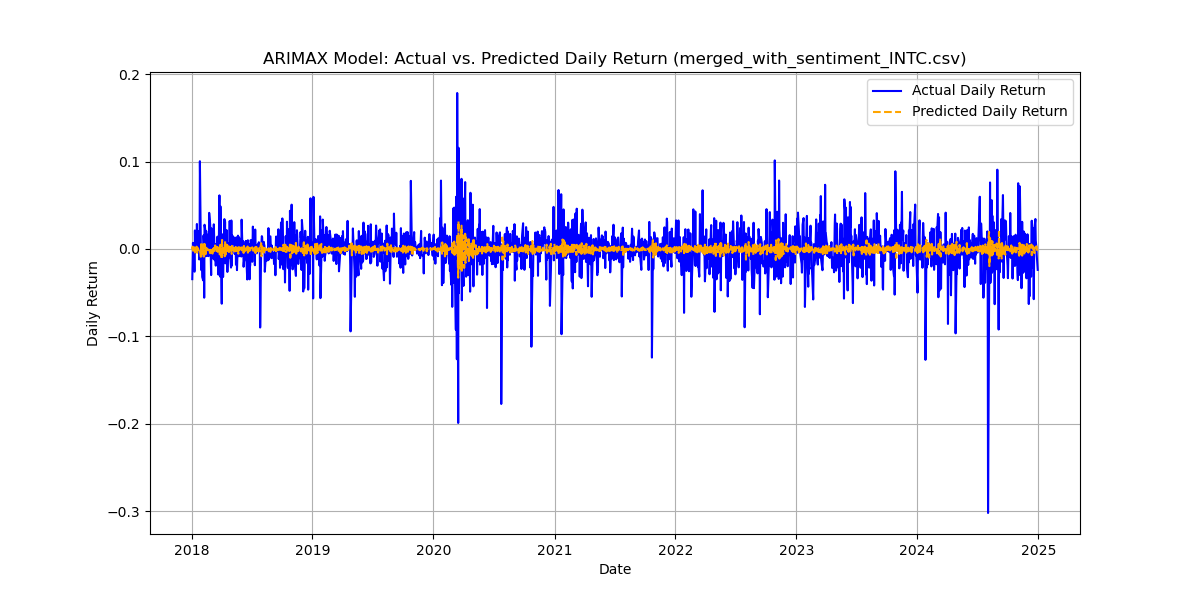 ARIMAX Model: Actual vs. Predicted Daily Return (merged_with_sentiment_INTC.csv)
Actual Daily Return
Predicted Daily Return
Daily Return
0.2
0.1
0.0
−0.1
−0.2
−0.3
2018 2019 2020 2021 2022 2023 2024 2025
Date